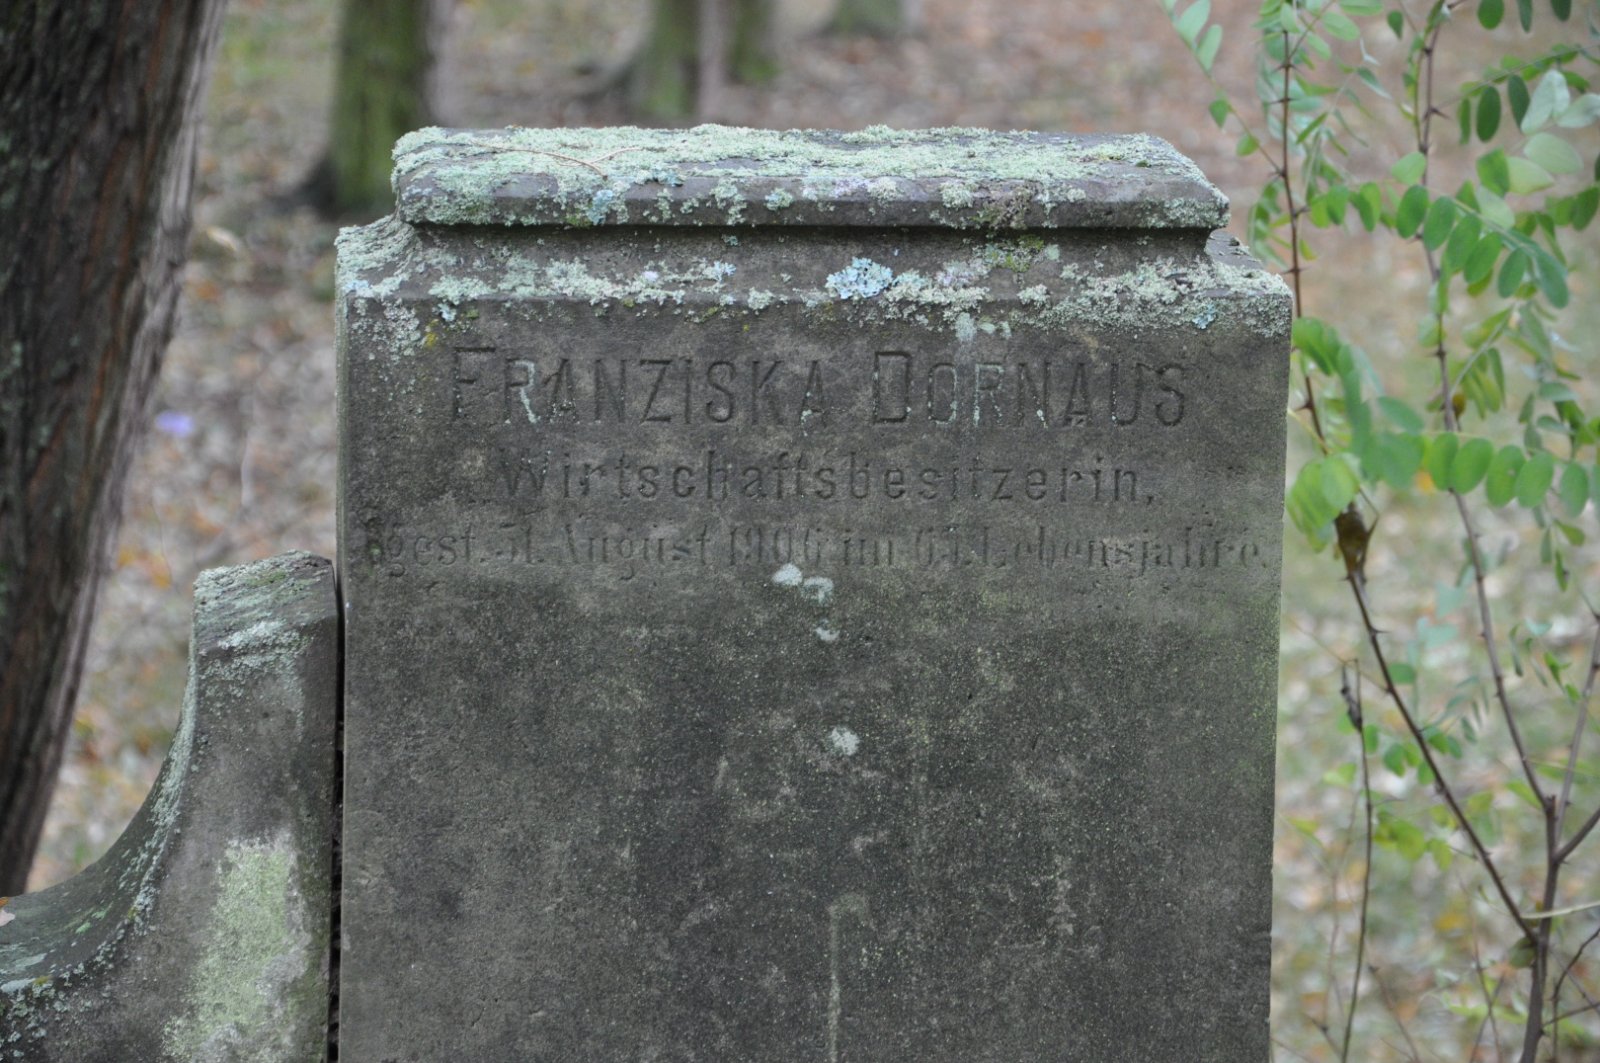 FRANZISKA DORNAUS
Wirtschaftsbesitzerin,
gest. 31. August 1906 im Lebensjahre.